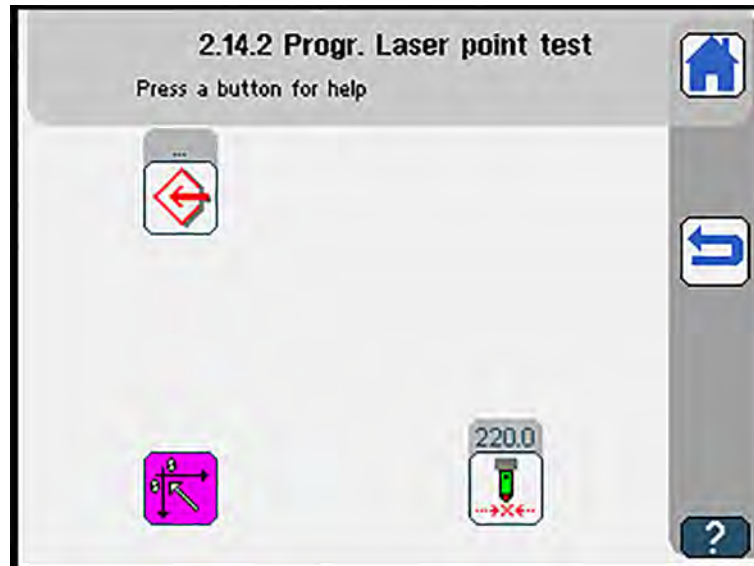 2.14.2 Progr. Laser point test
Press a button for help
...
220.0
?